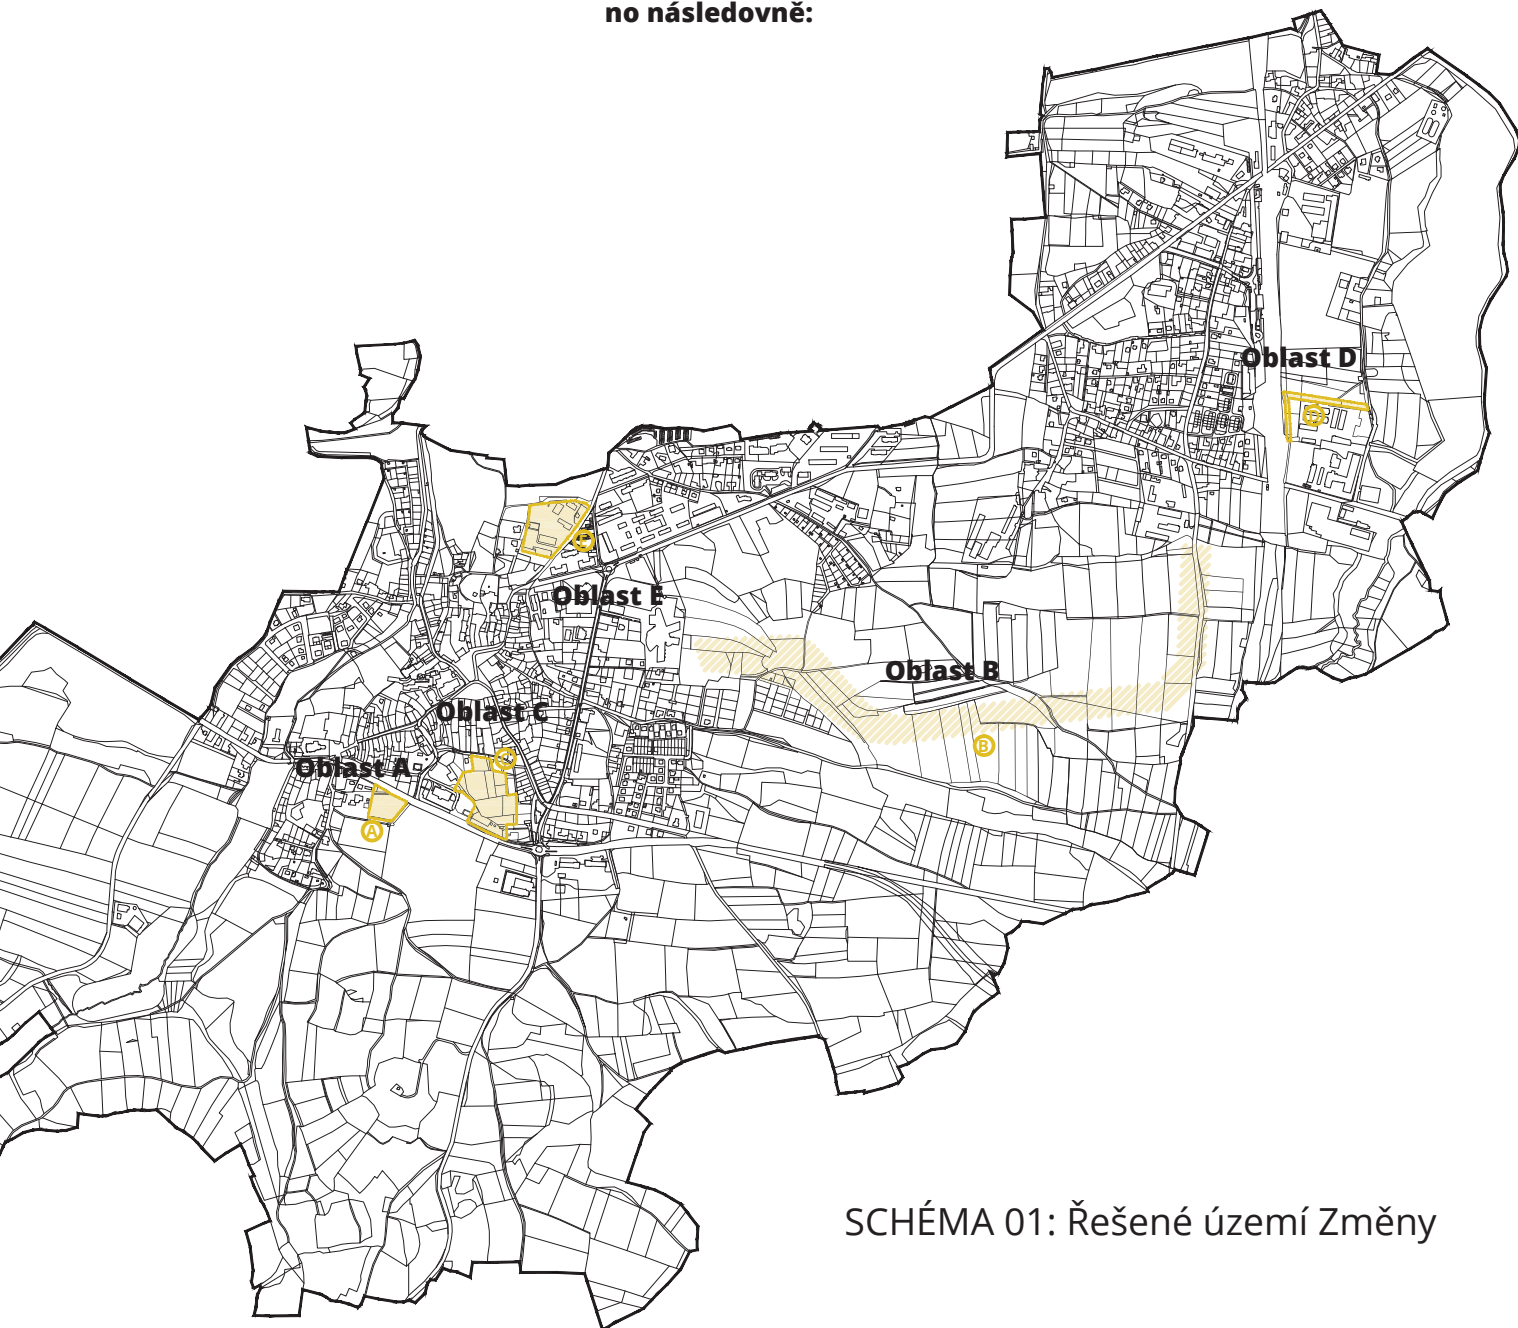 no následovně:
Oblast D
D
E
Oblast E
Oblast B
Oblast C
B
C
Oblast A
A
SCHÉMA 01: Řešené území Změny